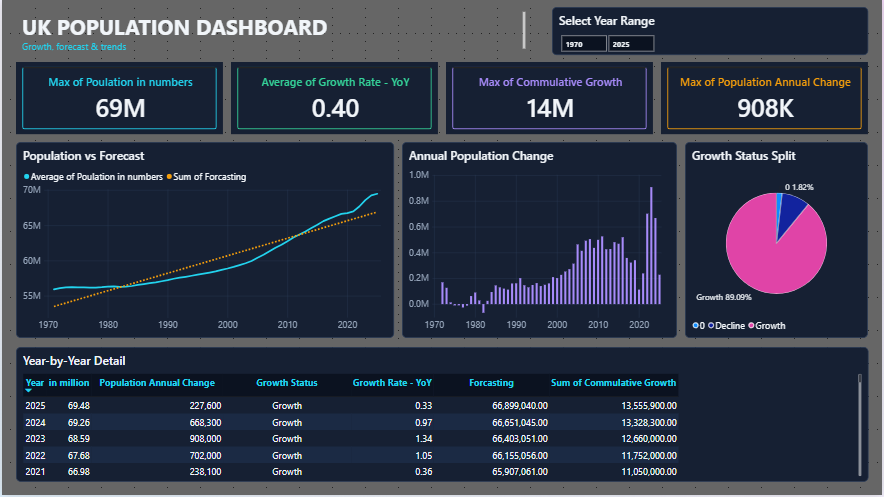 UK POPULATION DASHBOARD
Growth, forecast & trends
Select Year Range
1970 2025
Max of Poulation in numbers
69M
Average of Growth Rate - YoY
0.40
Max of Commulative Growth
14M
Max of Population Annual Change
908K
Population vs Forecast
Average of Poulation in numbers Sum of Forcasting
70M
65M
60M
55M
1970 1980 1990 2000 2010 2020
Annual Population Change
1.0M
0.8M
0.6M
0.4M
0.2M
0.0M
1970 1980 1990 2000 2010 2020
Growth Status Split
0 1.82%
Growth 89.09%
0 Decline Growth
Year-by-Year Detail
Year in million Population Annual Change Growth Status Growth Rate - YoY Forcasting Sum of Commulative Growth
2025 69.48 227,600 Growth 0.33 66,899,040.00 13,555,900.00
2024 69.26 668,300 Growth 0.97 66,651,045.00 13,328,300.00
2023 68.59 908,000 Growth 1.34 66,403,051.00 12,660,000.00
2022 67.68 702,000 Growth 1.05 66,155,056.00 11,752,000.00
2021 66.98 238,100 Growth 0.36 65,907,061.00 11,050,000.00